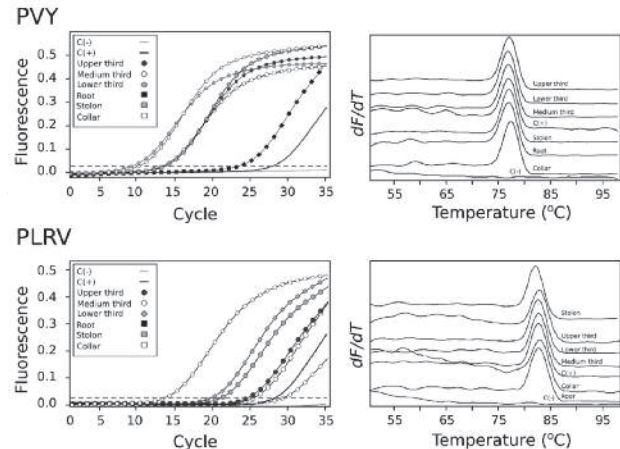 PVY
C(-)
C(+)
Upper third
Medium third
Lower third
Root
Stolon
Collar
Fluorescence
0.5
0.4
0.3
0.2
0.1
0.0
0 5 10 15 20 25 30 35
Cycle
dF/dT
Upper third
Lower third
Medium third
C(+)
Stolon
Root
Collar
C(-)
55 65 75 85 95
Temperature (°C)
PLRV
C(-)
C(+)
Upper third
Medium third
Lower third
Root
Stolon
Collar
Fluorescence
0.5
0.4
0.3
0.2
0.1
0.0
0 5 10 15 20 25 30 35
Cycle
dF/dT
Stolon
Upper third
Lower third
Medium third
C(+)
Collar
C(-)
Root
55 65 75 85 95
Temperature (°C)